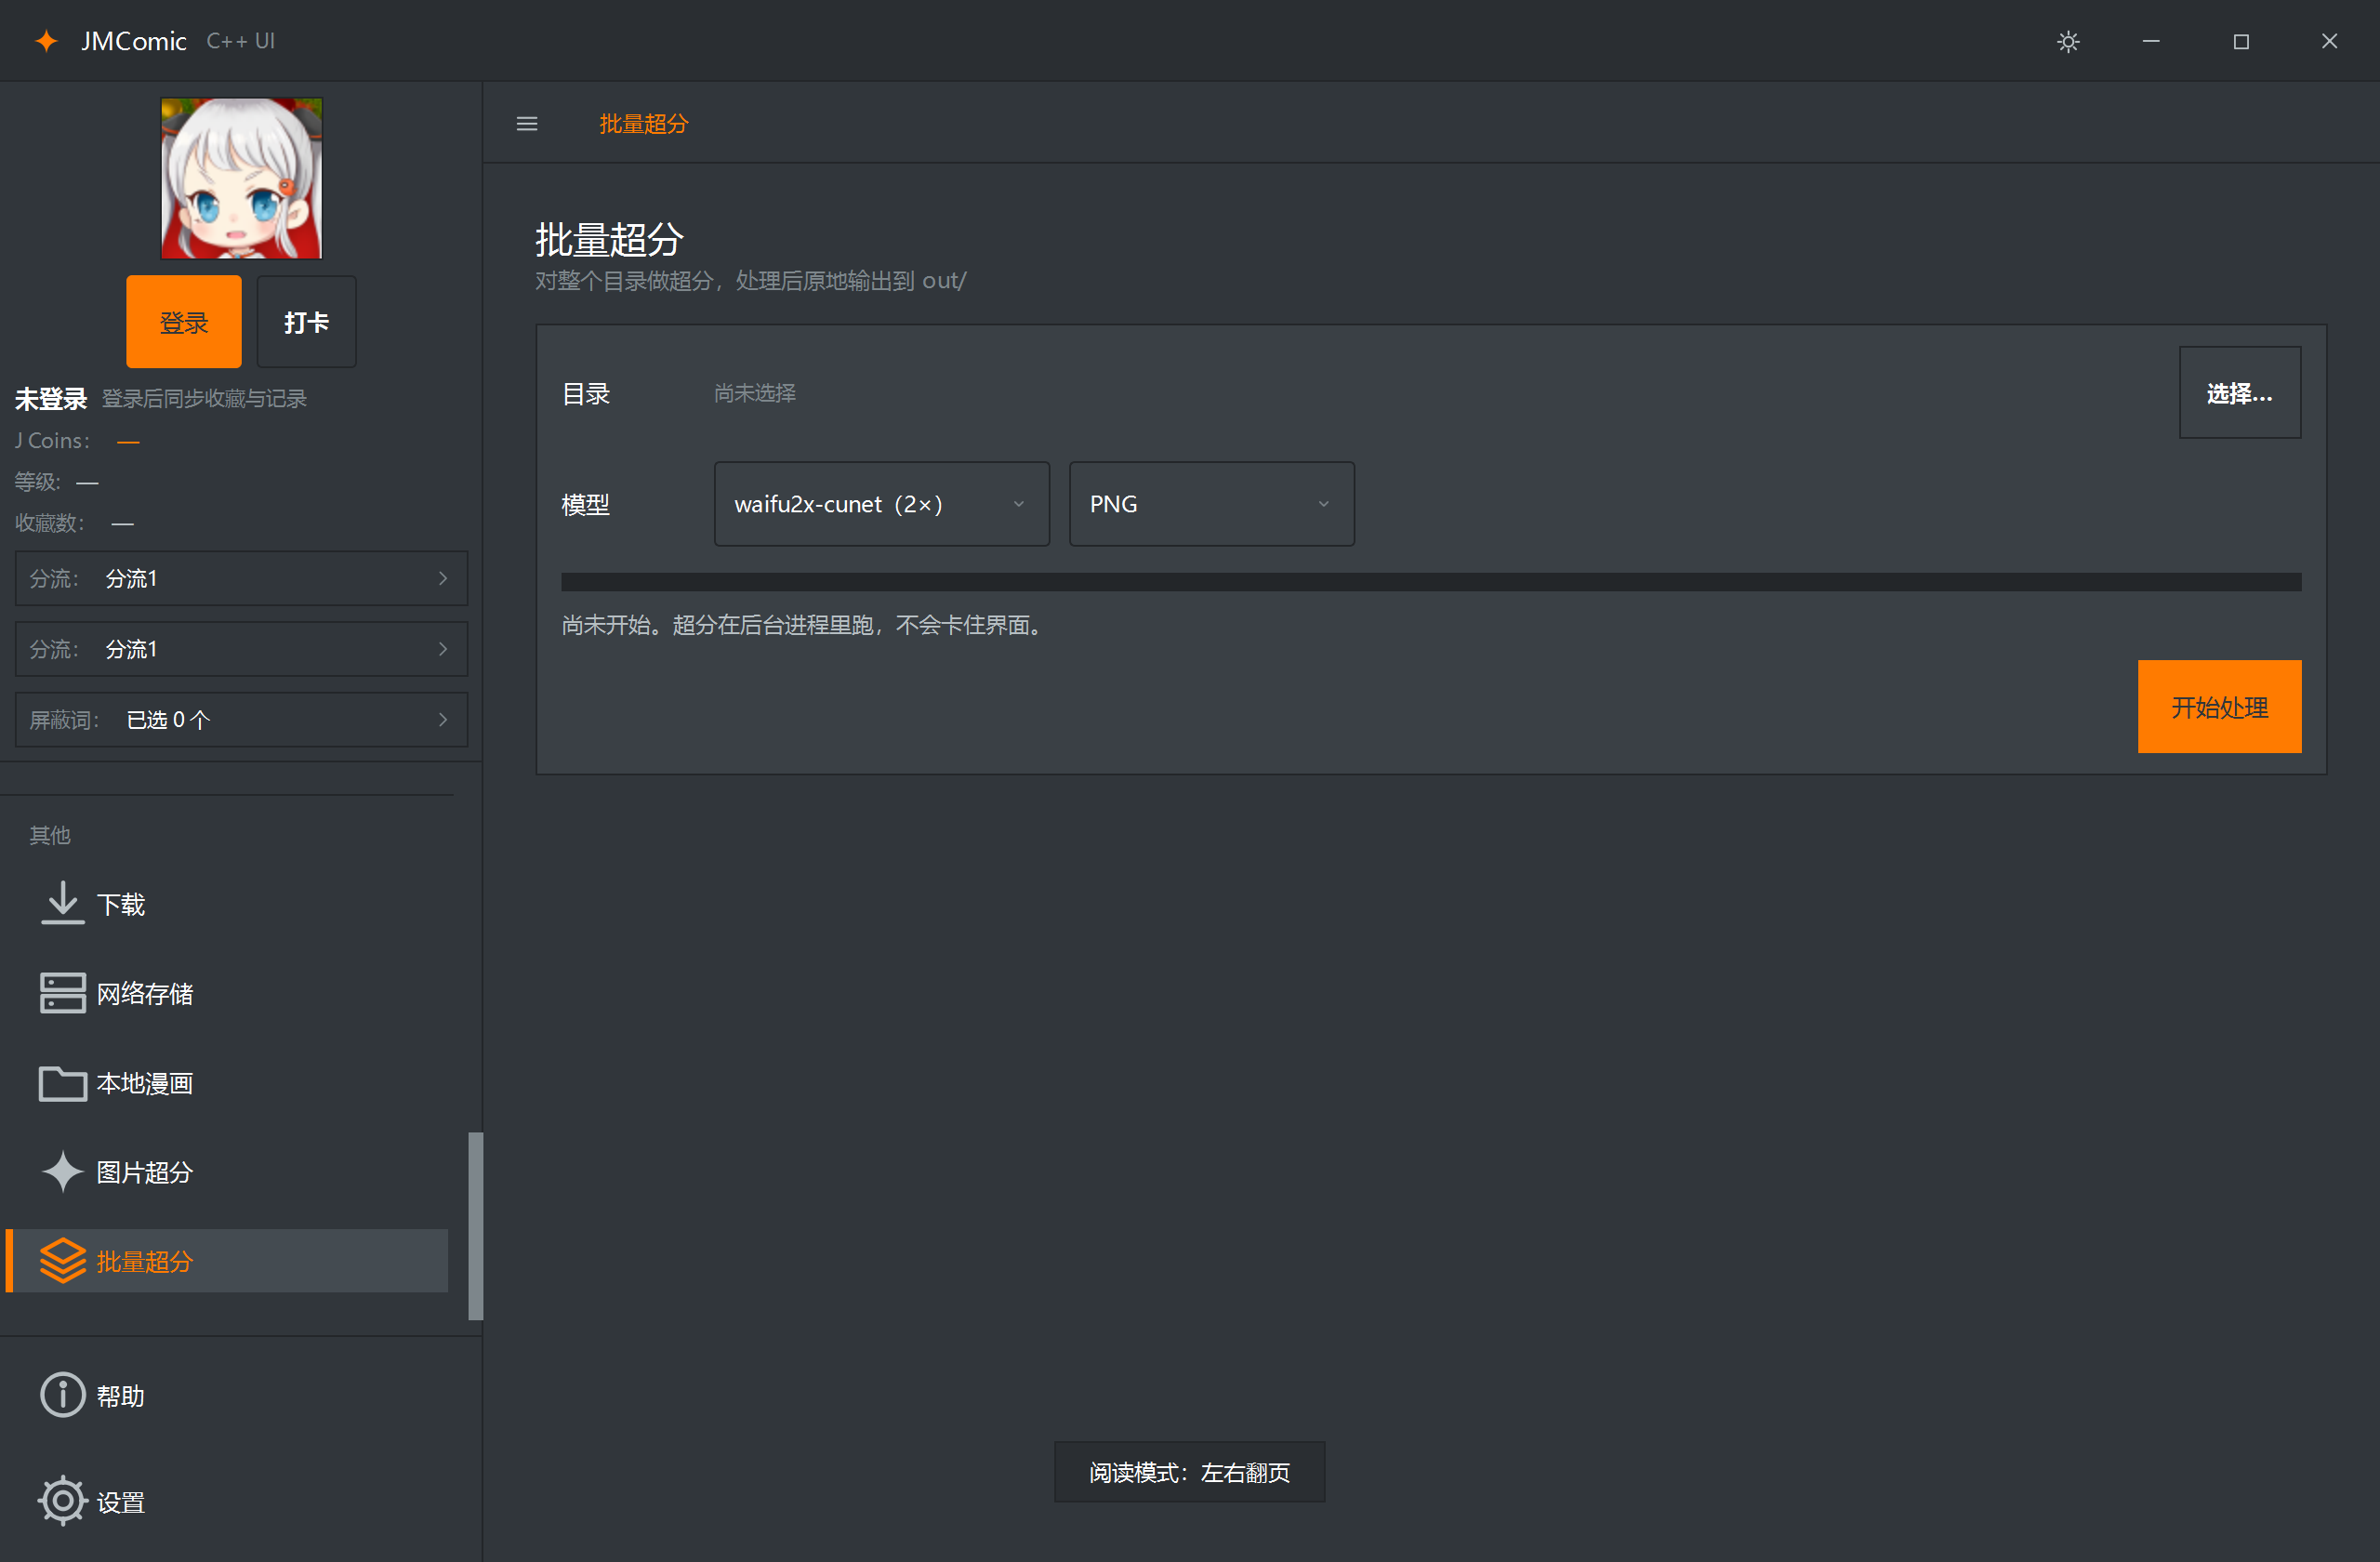 JMComic C++ UI
批量超分
登录
打卡
未登录 登录后同步收藏与记录
J Coins： —
等级： —
收藏数： —
分流： 分流1
分流： 分流1
屏蔽词： 已选 0 个
其他
下载
网络存储
本地漫画
图片超分
批量超分
帮助
设置
批量超分
对整个目录做超分，处理后原地输出到 out/
目录 尚未选择 选择...
模型 waifu2x-cunet（2×） PNG
尚未开始。超分在后台进程里跑，不会卡住界面。
开始处理
阅读模式：左右翻页